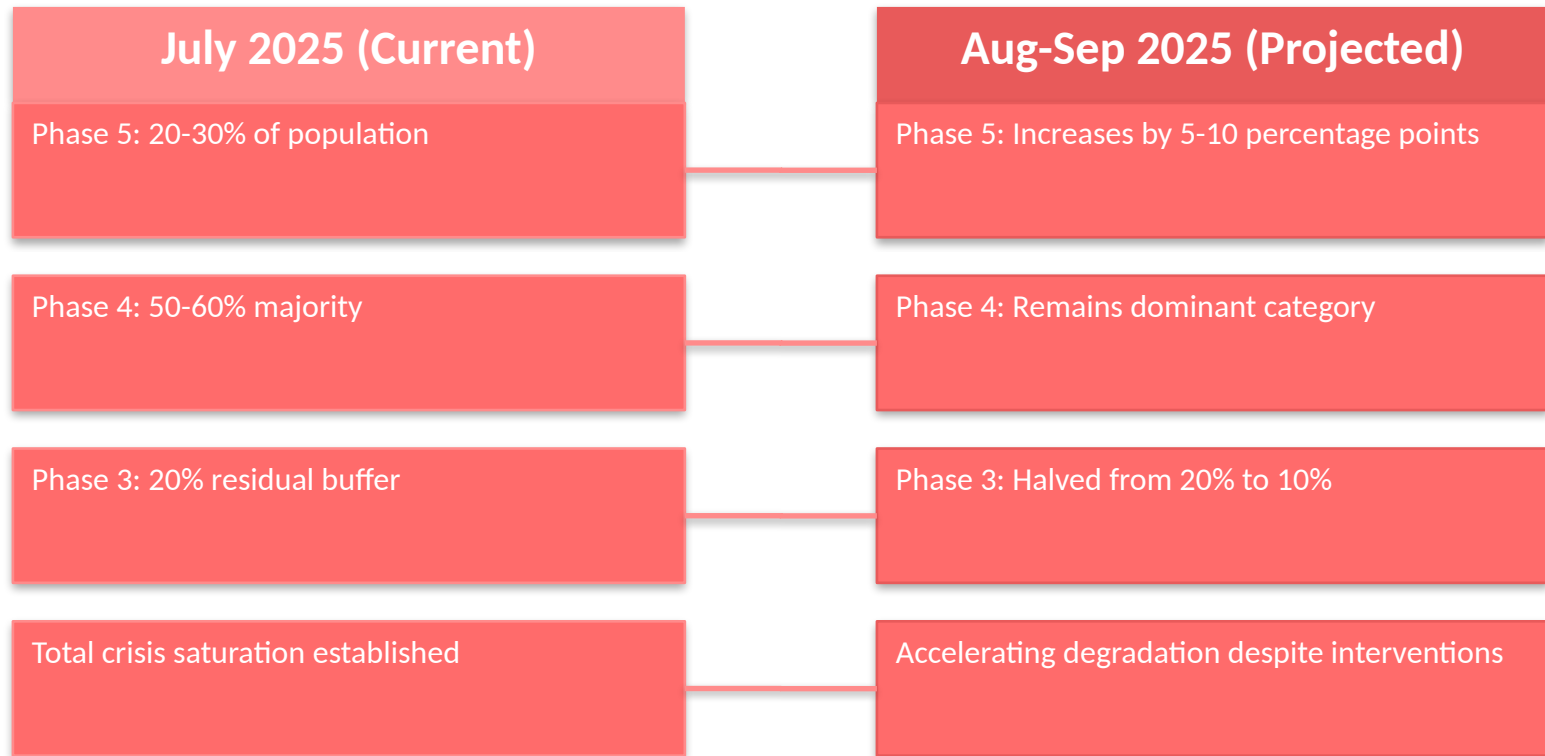 July 2025 (Current)
Aug-Sep 2025 (Projected)
Phase 5: 20-30% of population
Phase 5: Increases by 5-10 percentage points
Phase 4: 50-60% majority
Phase 4: Remains dominant category
Phase 3: 20% residual buffer
Phase 3: Halved from 20% to 10%
Total crisis saturation established
Accelerating degradation despite interventions